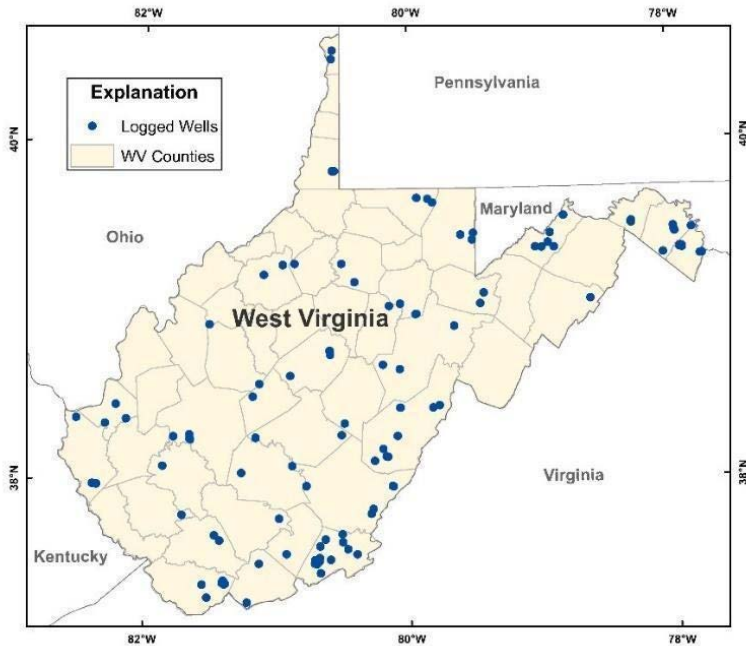 82°W
80°W
78°W
Explanation
Logged Wells
WV Counties
Pennsylvania
40°N
40°N
Maryland
Ohio
West Virginia
Virginia
38°N
38°N
Kentucky
82°W
80°W
78°W